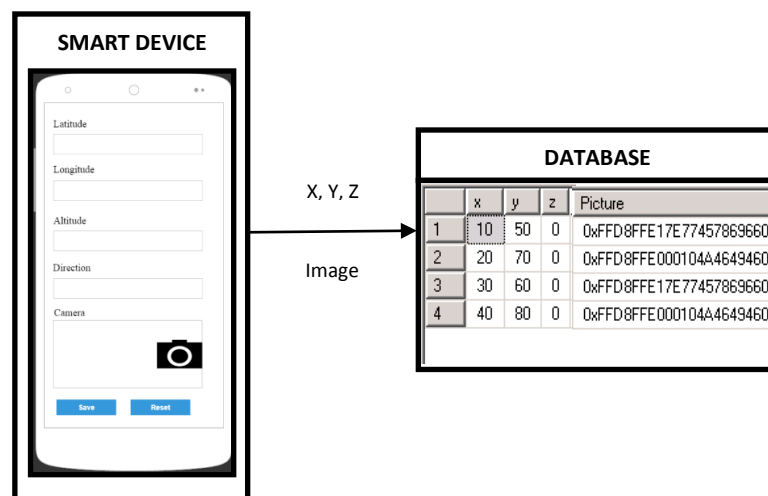 SMART DEVICE
Latitude
Longitude
Altitude
Direction
Camera
Save Reset
X, Y, Z
Image
DATABASE
x y z Picture
1 10 50 0 0xFFD8FFE17E77457869660
2 20 70 0 0xFFD8FFE000104A4649460
3 30 60 0 0xFFD8FFE17E77457869660
4 40 80 0 0xFFD8FFE000104A4649460